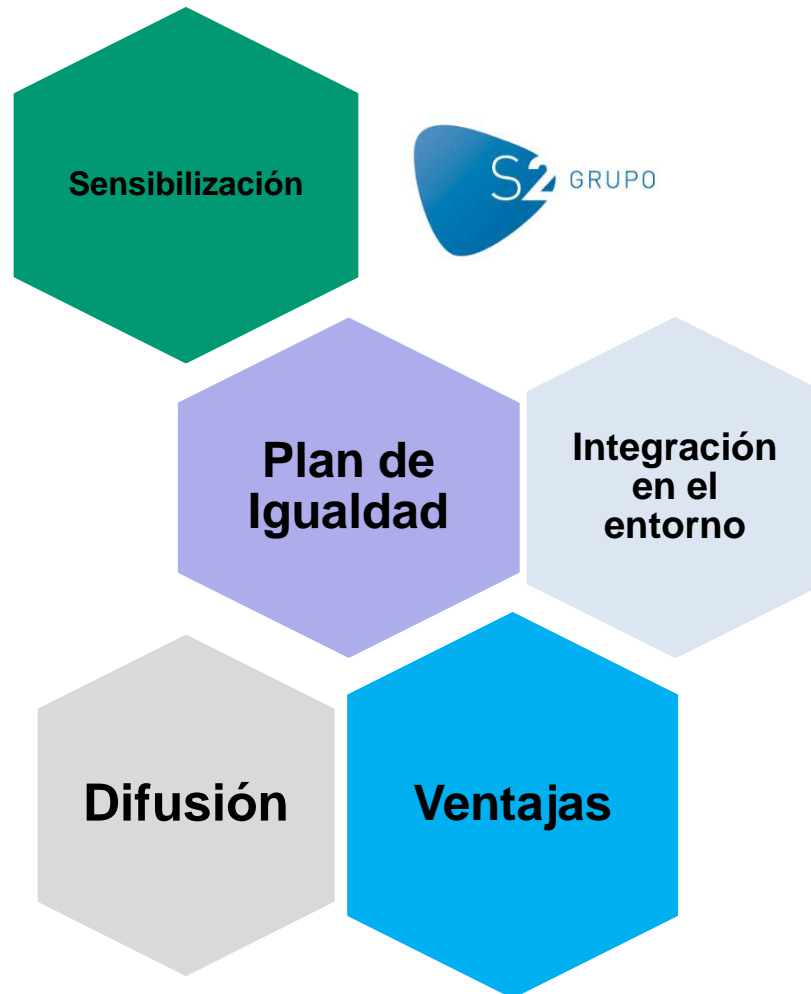 Sensibilización
S2 GRUPO
Plan de
Igualdad
Integración
en el
entorno
Difusión
Ventajas